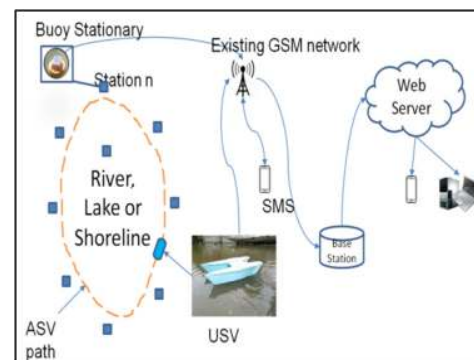 Buoy Stationary
Station n
Existing GSM network
Web
Server
River,
Lake or
Shoreline
SMS
Base
Station
ASV
path
USV